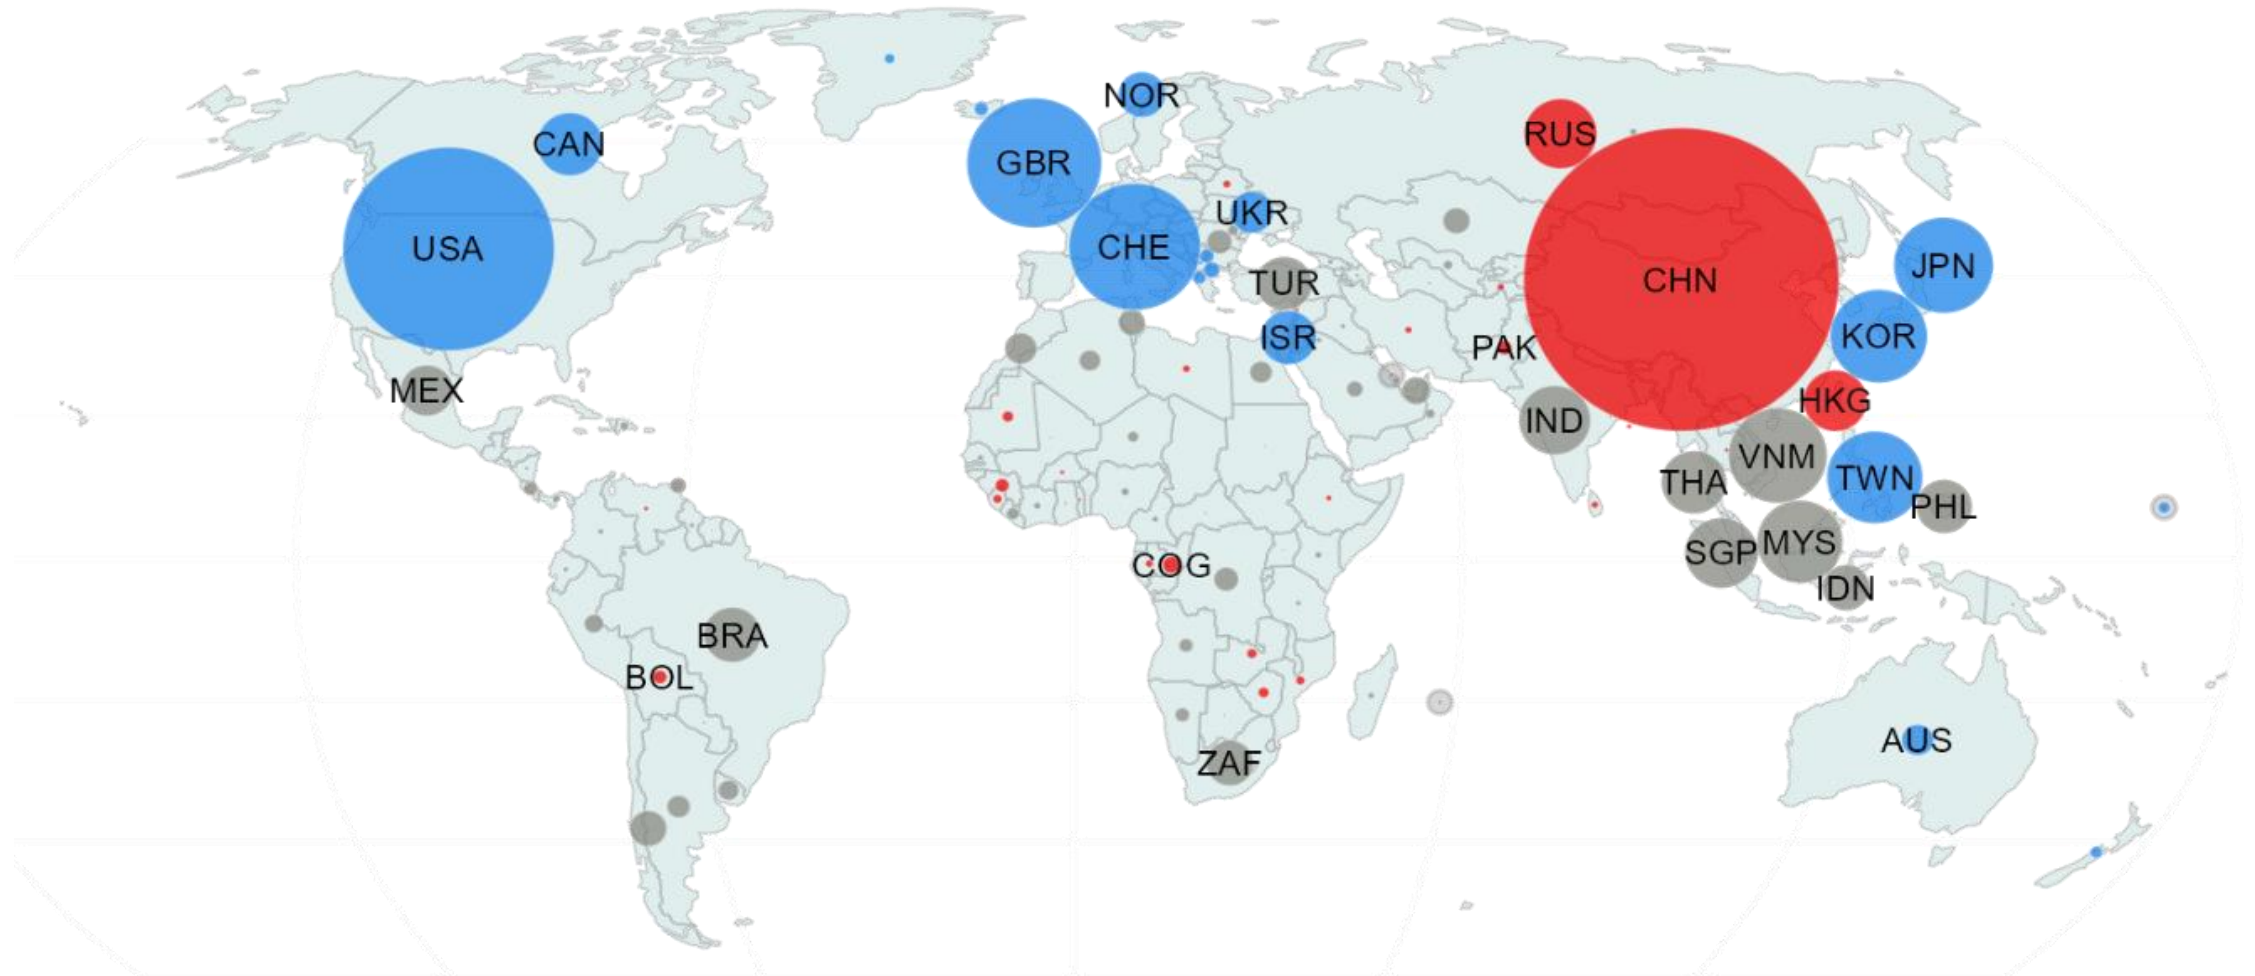 NOR
CAN
RUS
GBR
UKR
USA
CHE
JPN
TUR
CHN
ISR
KOR
PAK
MEX
HKG
IND
VNM
THA
TWN
PHL
SGP
MYS
COG
IDN
BRA
BOL
AUS
ZAF